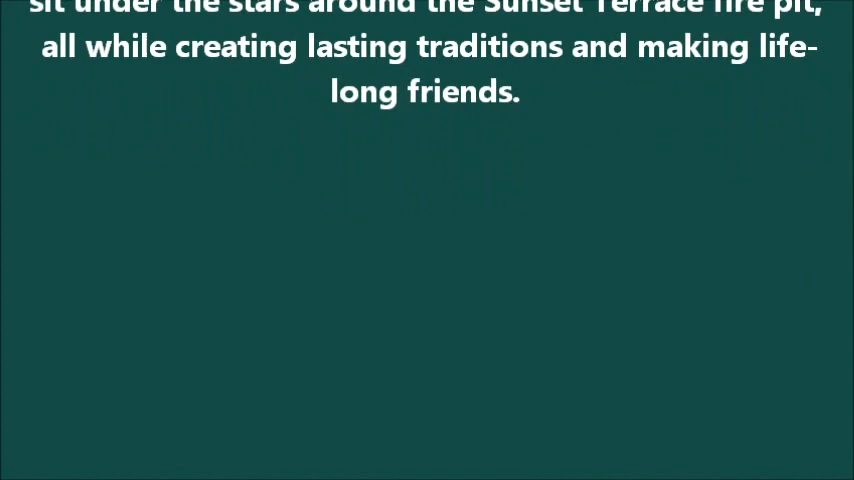 sit under the stars around the Sunset Terrace fire pit,
all while creating lasting traditions and making life-
long friends.